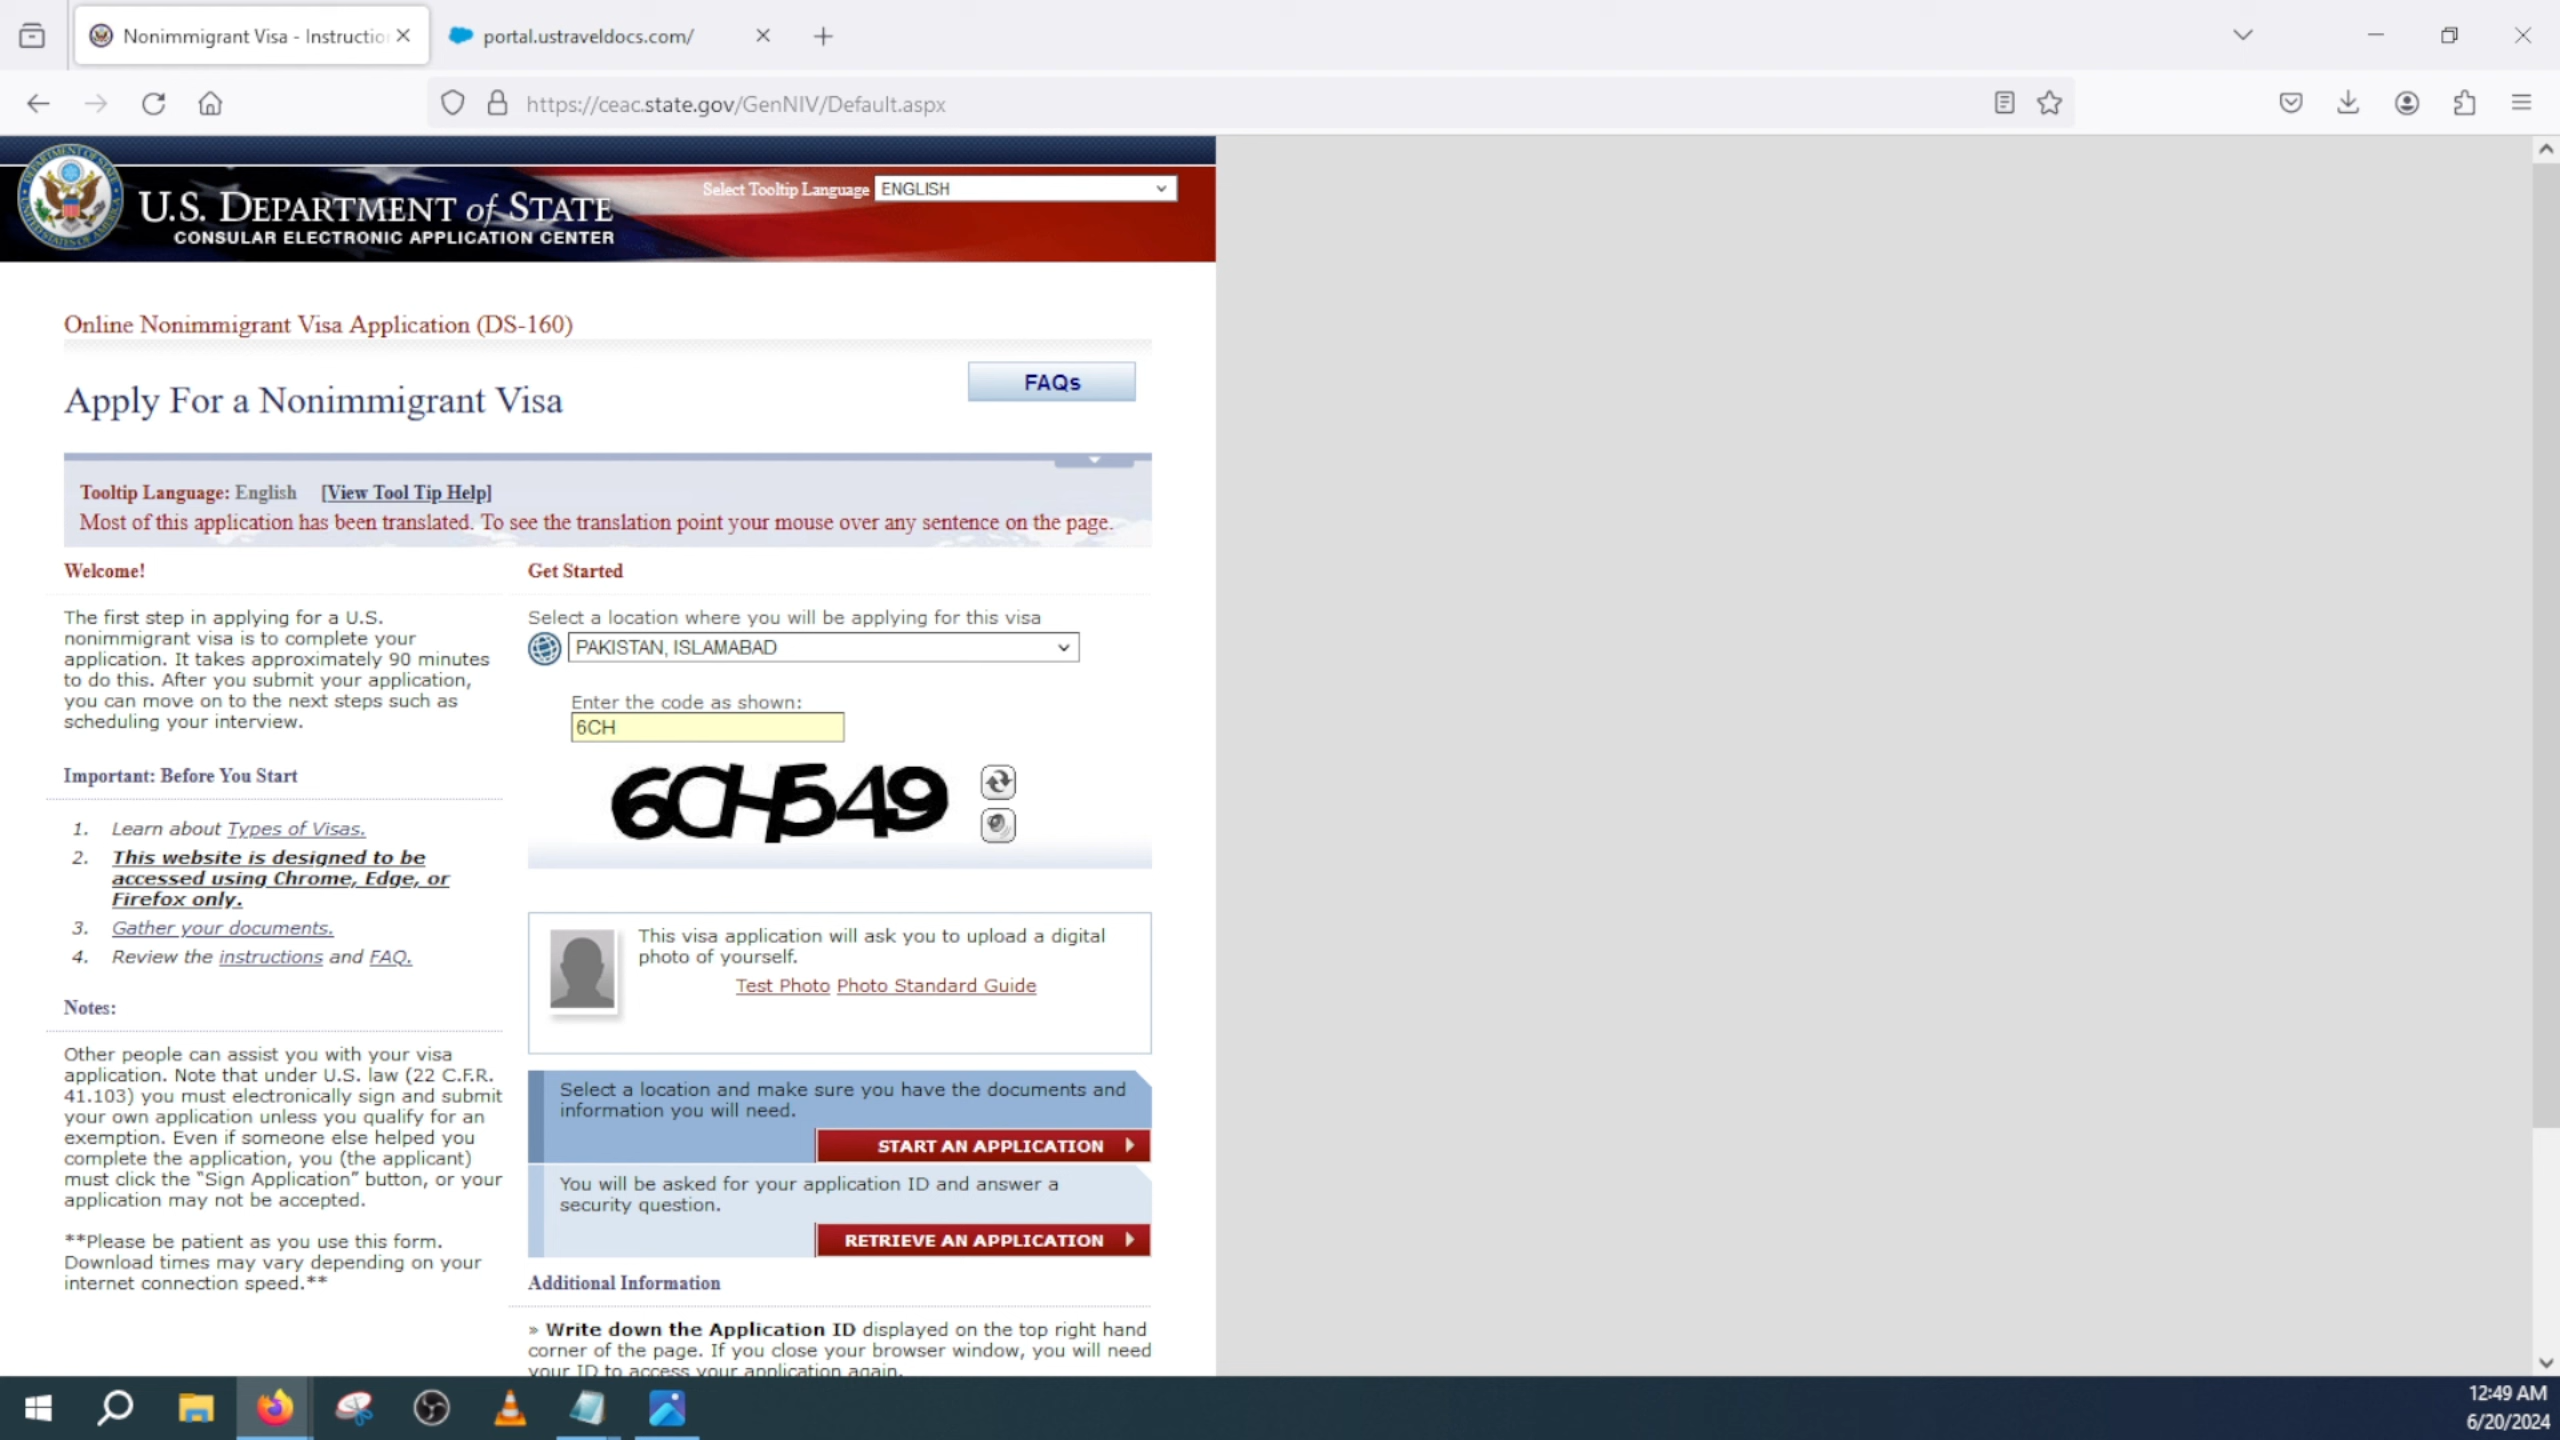 Nonimmigrant Visa - Instructio
portal.ustraveldocs.com/
https://ceac.state.gov/GenNIV/Default.aspx
U.S. DEPARTMENT of STATE
CONSULAR ELECTRONIC APPLICATION CENTER
Select Tooltip Language
ENGLISH
Online Nonimmigrant Visa Application (DS-160)
Apply For a Nonimmigrant Visa
FAQs
Tooltip Language: English [View Tool Tip Help]
Most of this application has been translated. To see the translation point your mouse over any sentence on the page.
Welcome!
The first step in applying for a U.S.
nonimmigrant visa is to complete your
application. It takes approximately 90 minutes
to do this. After you submit your application,
you can move on to the next steps such as
scheduling your interview.
Important: Before You Start
1. Learn about Types of Visas.
2. This website is designed to be
accessed using Chrome, Edge, or
Firefox only.
3. Gather your documents.
4. Review the instructions and FAQ.
Notes:
Other people can assist you with your visa
application. Note that under U.S. law (22 C.F.R.
41.103) you must electronically sign and submit
your own application unless you qualify for an
exemption. Even if someone else helped you
complete the application, you (the applicant)
must click the “Sign Application” button, or your
application may not be accepted.
**Please be patient as you use this form.
Download times may vary depending on your
internet connection speed.**
Get Started
Select a location where you will be applying for this visa
PAKISTAN, ISLAMABAD
Enter the code as shown:
6CH
6CH549
This visa application will ask you to upload a digital
photo of yourself.
Test Photo Photo Standard Guide
Select a location and make sure you have the documents and
information you will need.
START AN APPLICATION
You will be asked for your application ID and answer a
security question.
RETRIEVE AN APPLICATION
Additional Information
» Write down the Application ID displayed on the top right hand
corner of the page. If you close your browser window, you will need
your ID to access your application again.
12:49 AM
6/20/2024